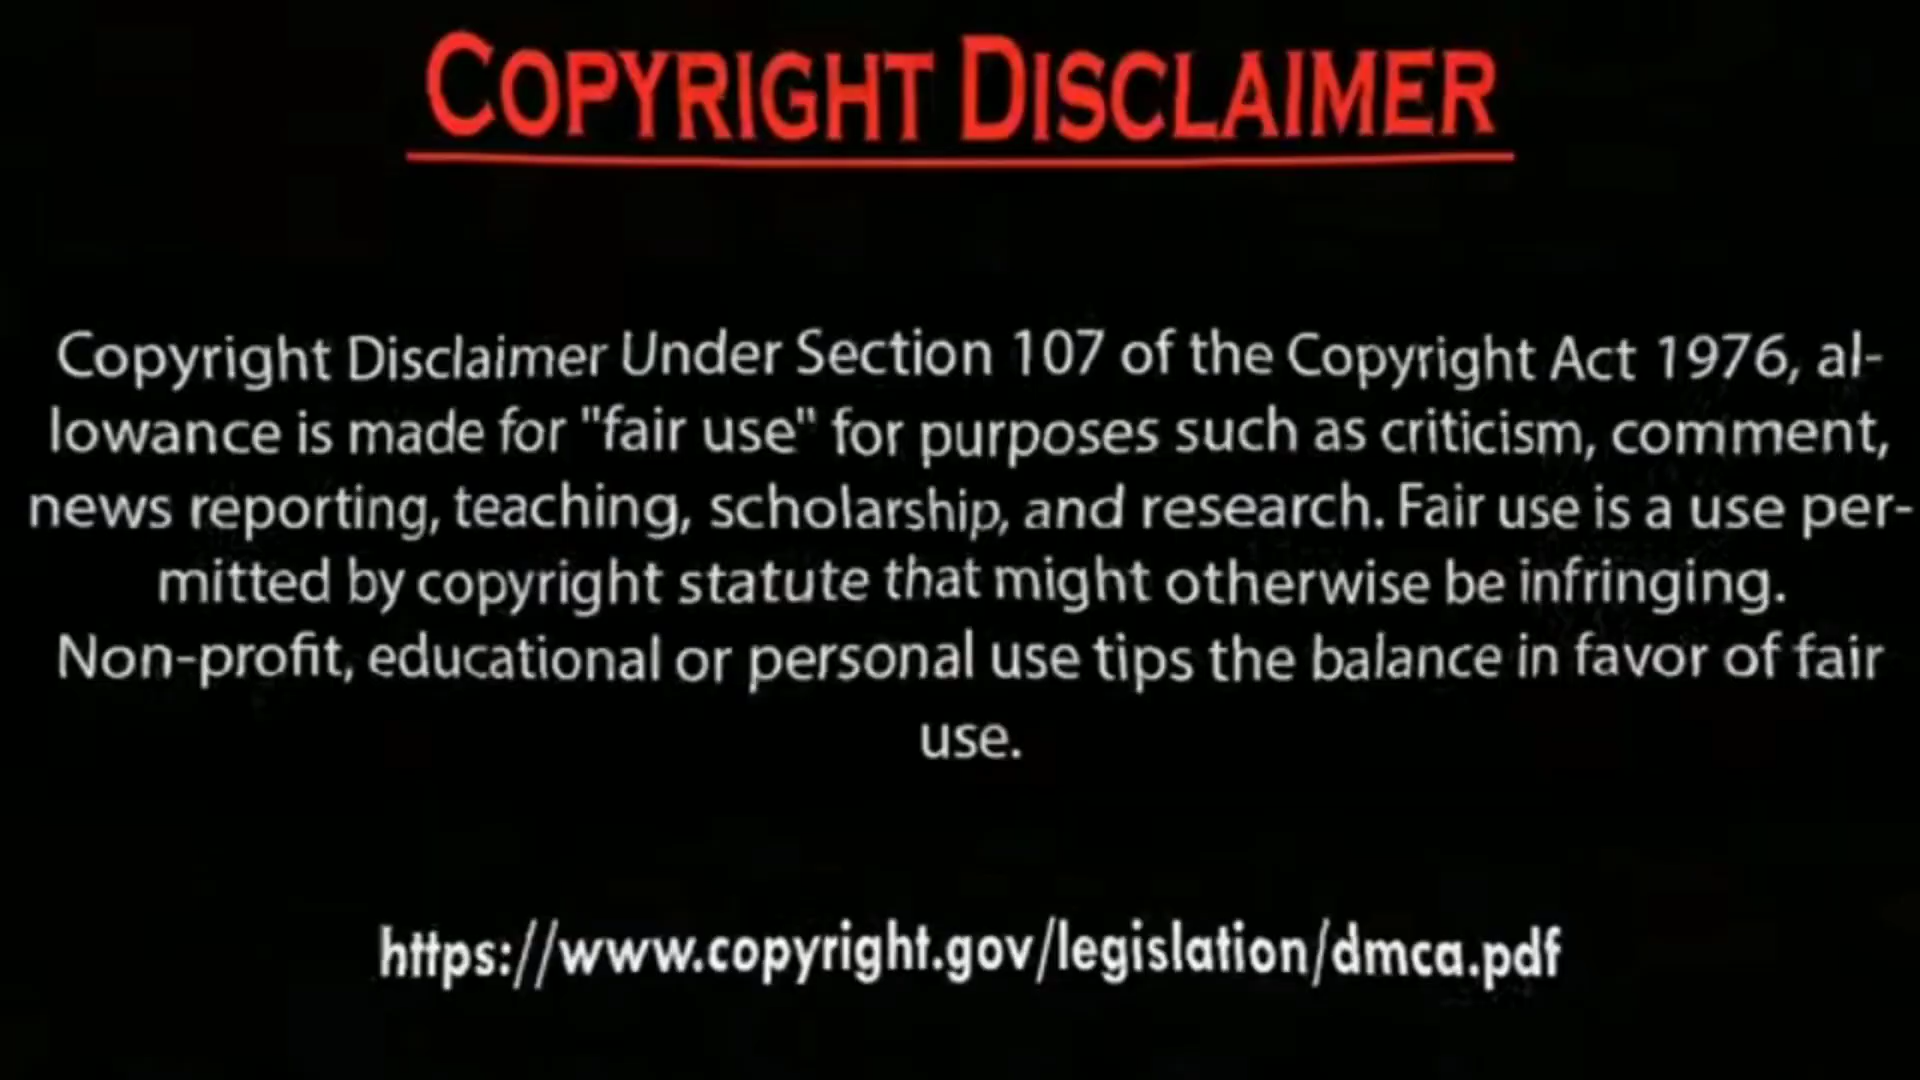 COPYRIGHT DISCLAIMER
Copyright Disclaimer Under Section 107 of the Copyright Act 1976, al-
lowance is made for "fair use" for purposes such as criticism, comment,
news reporting, teaching, scholarship, and research. Fair use is a use per-
mitted by copyright statute that might otherwise be infringing.
Non-profit, educational or personal use tips the balance in favor of fair
use.
https://www.copyright.gov/legislation/dmca.pdf